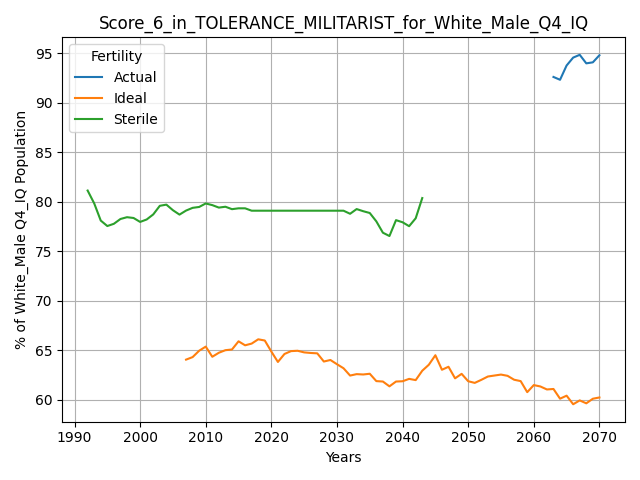 Score_6_in_TOLERANCE_MILITARIST_for_White_Male_Q4_IQ
Fertility
Actual
Ideal
Sterile
% of White_Male Q4_IQ Population
95
90
85
80
75
70
65
60
1990
2000
2010
2020
2030
2040
2050
2060
2070
Years